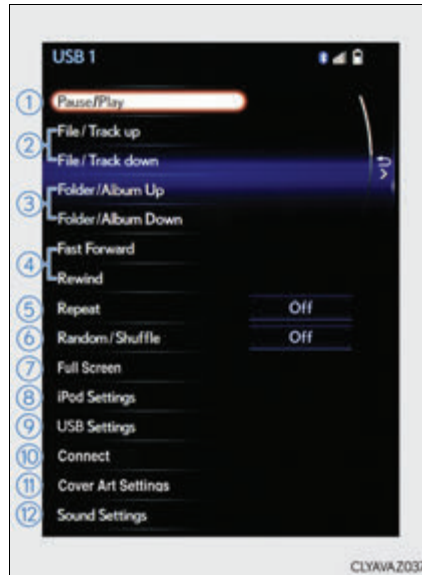 USB 1
1 Pause/Play
2 File/Track up
File/Track down
3 Folder/Album Up
Folder/Album Down
4 Fast Forward
Rewind
5 Repeat Off
6 Random/Shuffle Off
7 Full Screen
8 iPod Settings
9 USB Settings
10 Connect
11 Cover Art Settings
12 Sound Settings
CLYAVAZ037